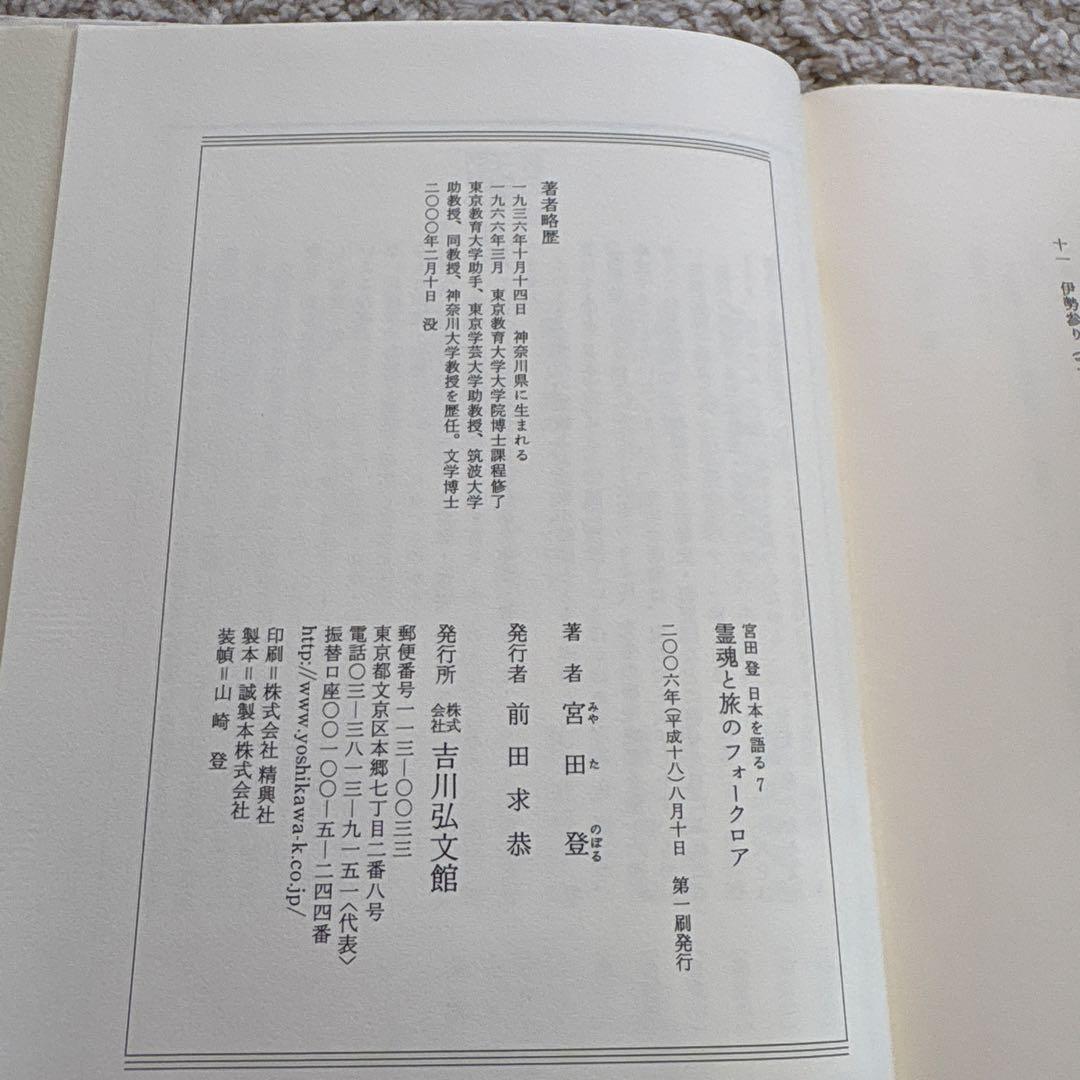 著者略歴
一九三六年十月十四日 神奈川県に生まれる
一九六六年三月 東京教育大学大学院博士課程修了
東京教育大学助手、東京学芸大学助教授、筑波大学
助教授、同教授、神奈川大学教授を歴任。文学博士
二〇〇〇年二月十日 没
宮田 登 日本を語る 7
霊魂と旅のフォークロア
二〇〇六年(平成十八)八月十日 第一刷発行
著者 宮田登
みや た のぼる
発行者 前田求恭
発行所 株式会社 吉川弘文館
郵便番号一一三―〇〇三三
東京都文京区本郷七丁目二番八号
電話〇三―三八一三―九一五一〈代表〉
振替口座〇〇一〇〇―五―二四四番
http://www.yoshikawa-k.co.jp/
印刷=株式会社 精興社
製本=誠製本株式会社
装幀=山崎 登
十一 伊勢参り